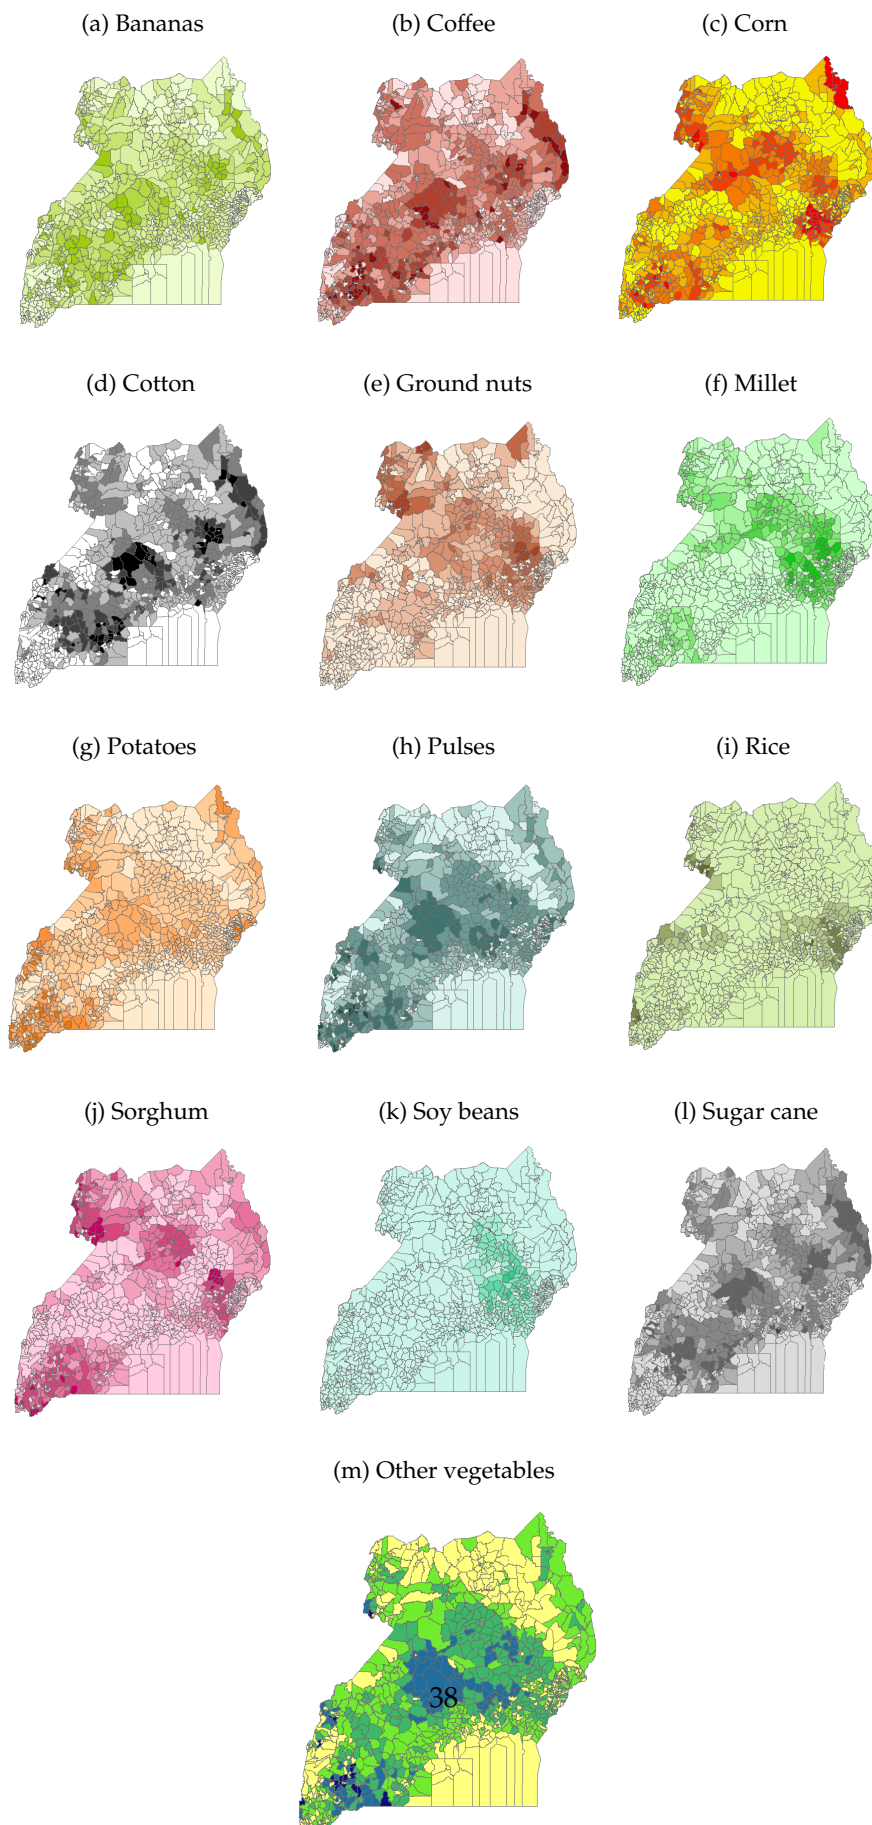 (a) Bananas
(b) Coffee
(c) Corn
(d) Cotton
(e) Ground nuts
(f) Millet
(g) Potatoes
(h) Pulses
(i) Rice
(j) Sorghum
(k) Soy beans
(l) Sugar cane
(m) Other vegetables
38